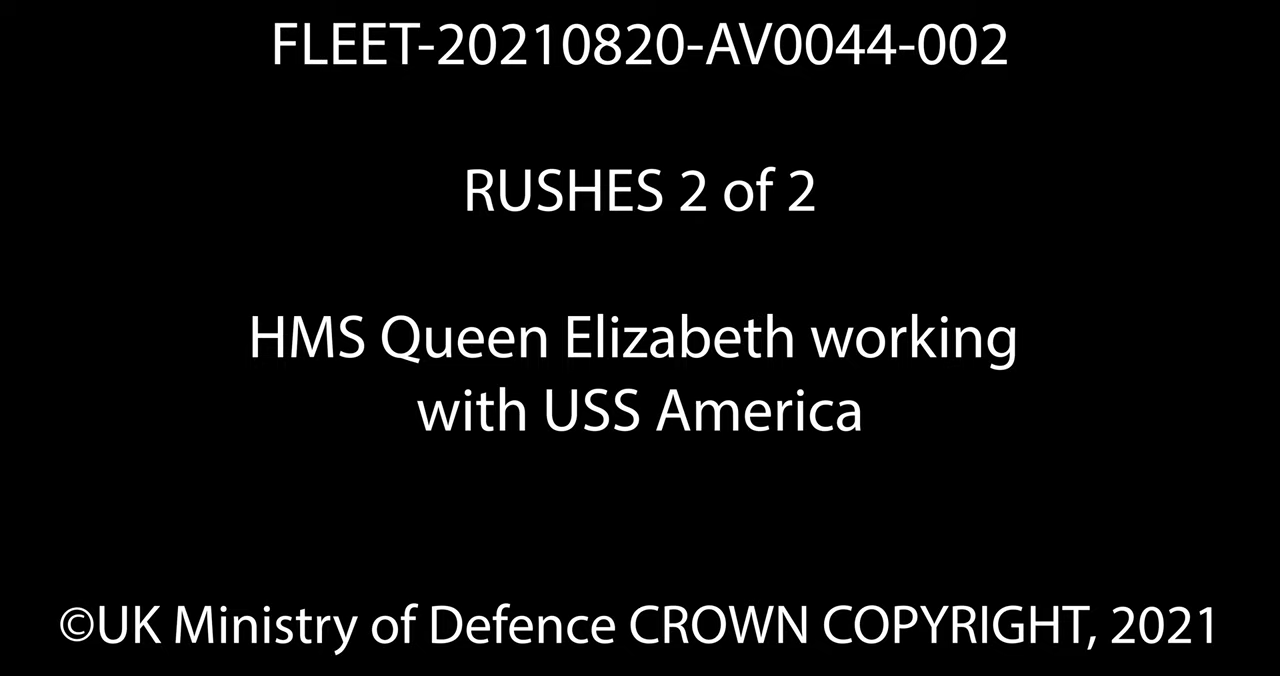 FLEET-20210820-AV0044-002
RUSHES 2 of 2
HMS Queen Elizabeth working
with USS America
©UK Ministry of Defence CROWN COPYRIGHT, 2021